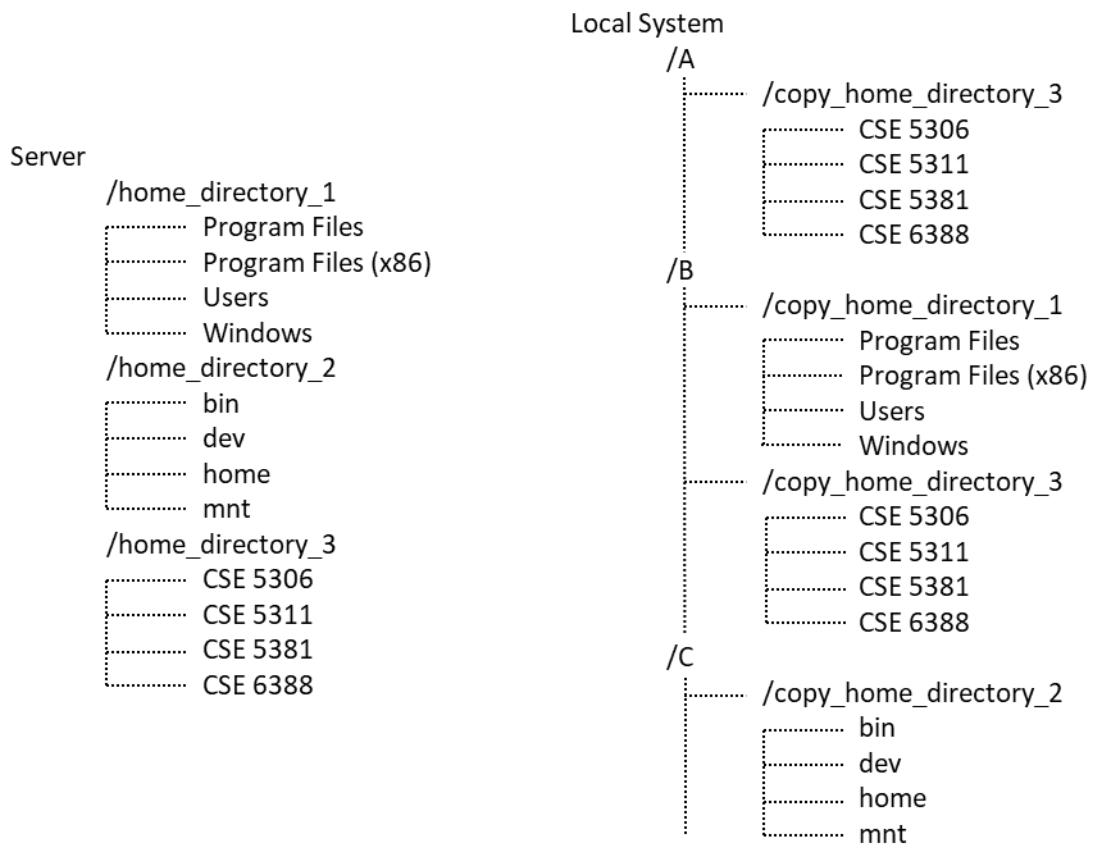 Server
/home_directory_1
Program Files
Program Files (x86)
Users
Windows
/home_directory_2
bin
dev
home
mnt
/home_directory_3
CSE 5306
CSE 5311
CSE 5381
CSE 6388
Local System
/A
/copy_home_directory_3
CSE 5306
CSE 5311
CSE 5381
CSE 6388
/B
/copy_home_directory_1
Program Files
Program Files (x86)
Users
Windows
/copy_home_directory_3
CSE 5306
CSE 5311
CSE 5381
CSE 6388
/C
/copy_home_directory_2
bin
dev
home
mnt